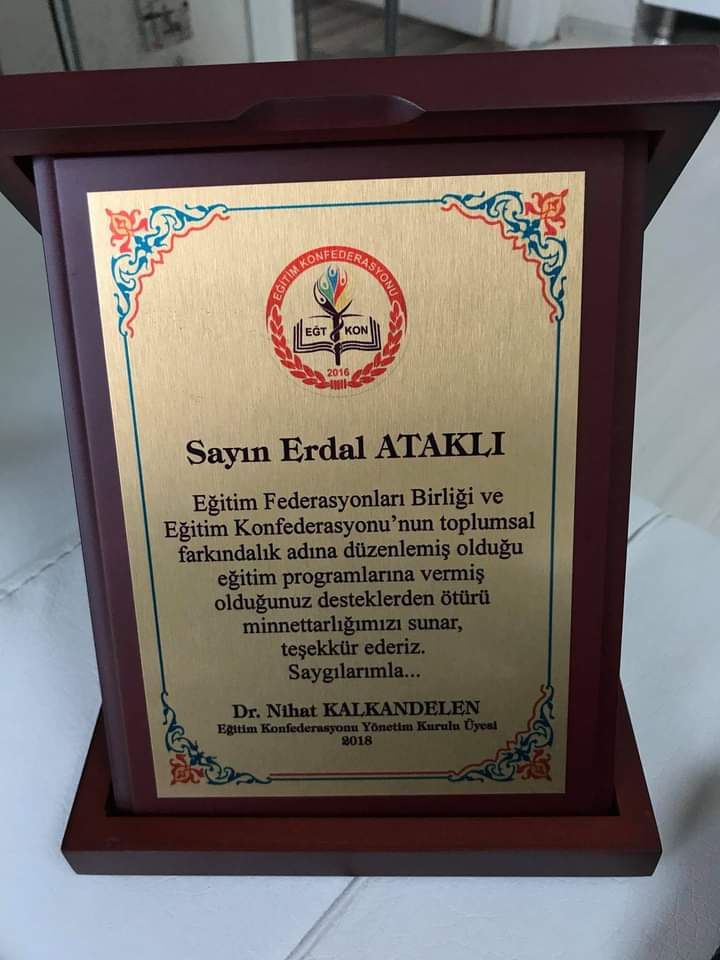 EĞİTİM KONFEDERASYONU
EĞT KON
2016
Sayın Erdal ATAKLI
Eğitim Federasyonları Birliği ve
Eğitim Konfederasyonu'nun toplumsal
farkındalık adına düzenlemiş olduğu
eğitim programlarına vermiş
olduğunuz desteklerden ötürü
minnettarlığımızı sunar,
teşekkür ederiz.
Saygılarımla...
Dr. Nihat KALKANDELEN
Eğitim Konfederasyonu Yönetim Kurulu Üyesi
2018